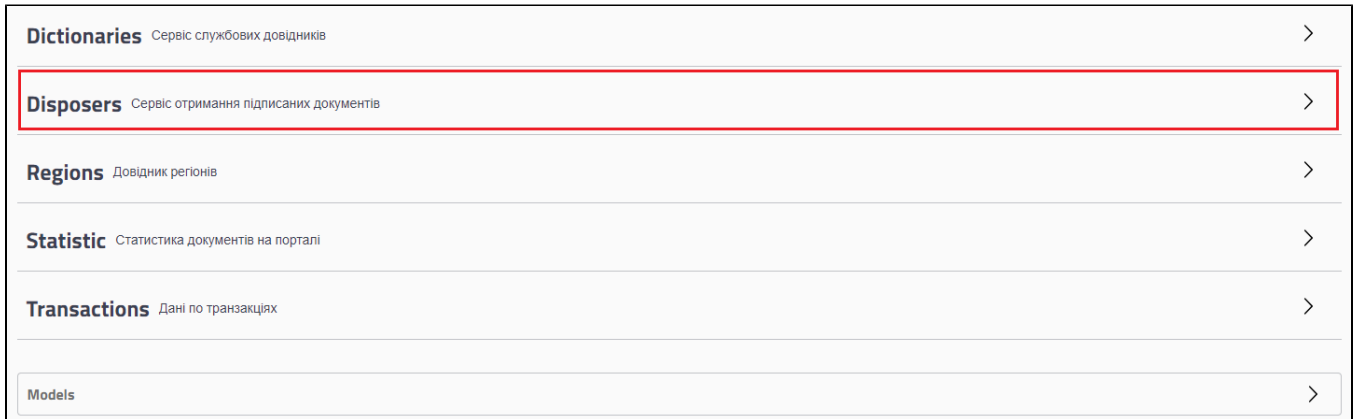 Dictionaries Сервіс службових довідників
Disposers Сервіс отримання підписаних документів
Regions Довідник регіонів
Statistic Статистика документів на порталі
Transactions Дані по транзакціях
Models